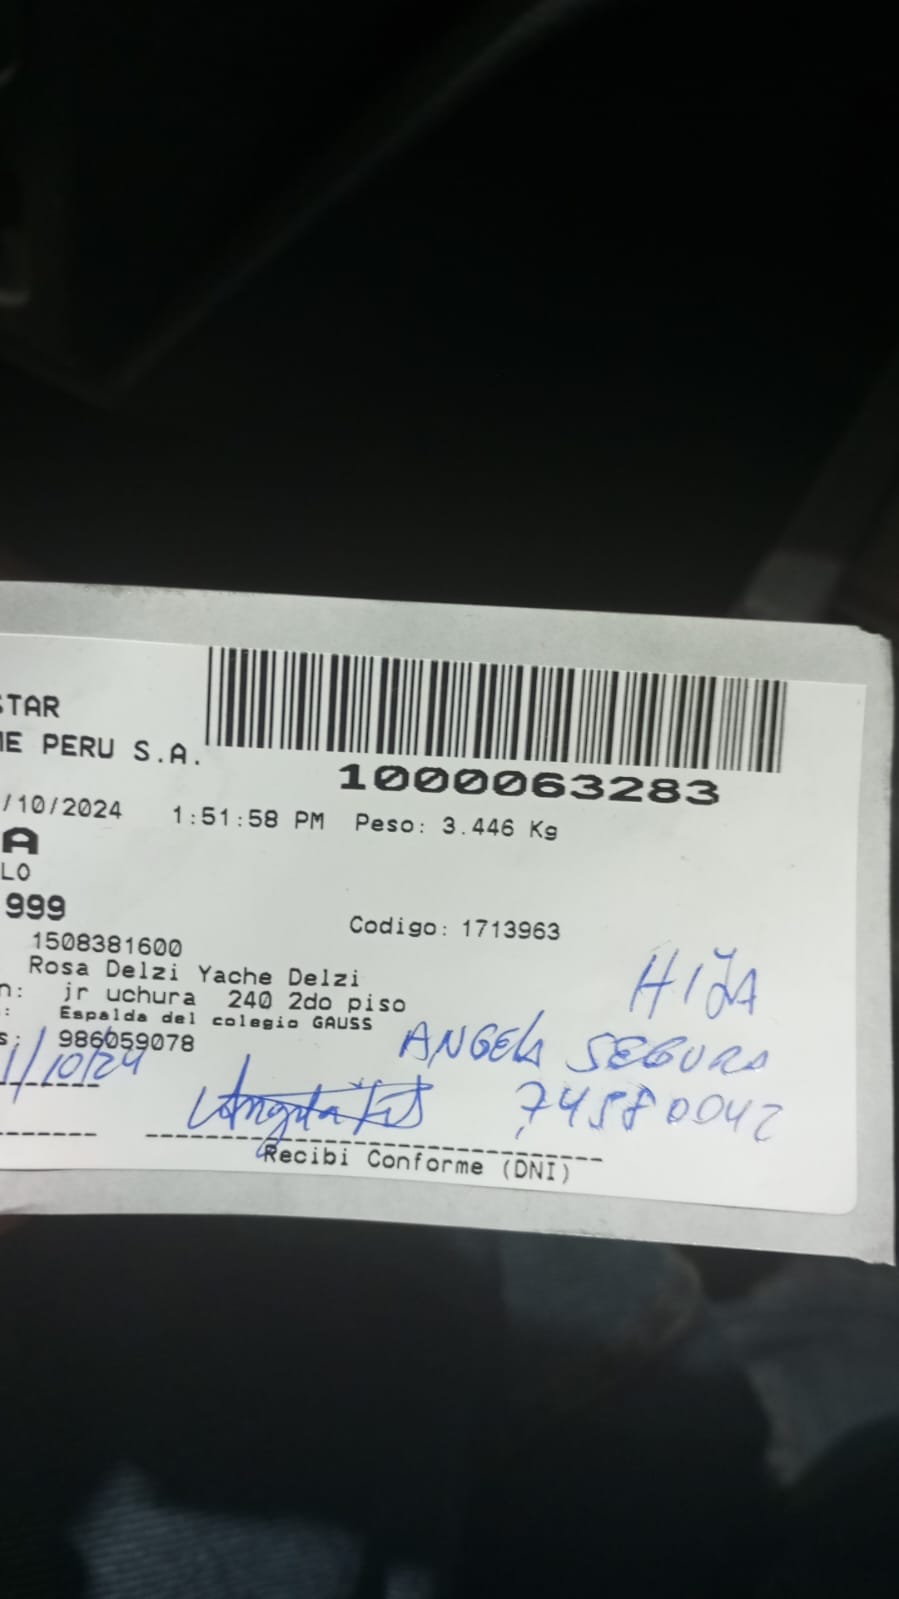 STAR
ME PERU S.A.
1000063283
/10/2024 1:51:58 PM Peso: 3.446 Kg
A
LO
999
Codigo: 1713963
1508381600
Rosa Delzi Yache Delzi
n: jr uchura 240 2do piso
: Espalda del colegio GAUSS
s: 986059078
1/10/24
HIJA
ANGELA SEGURA
74580042
Recibi Conforme (DNI)